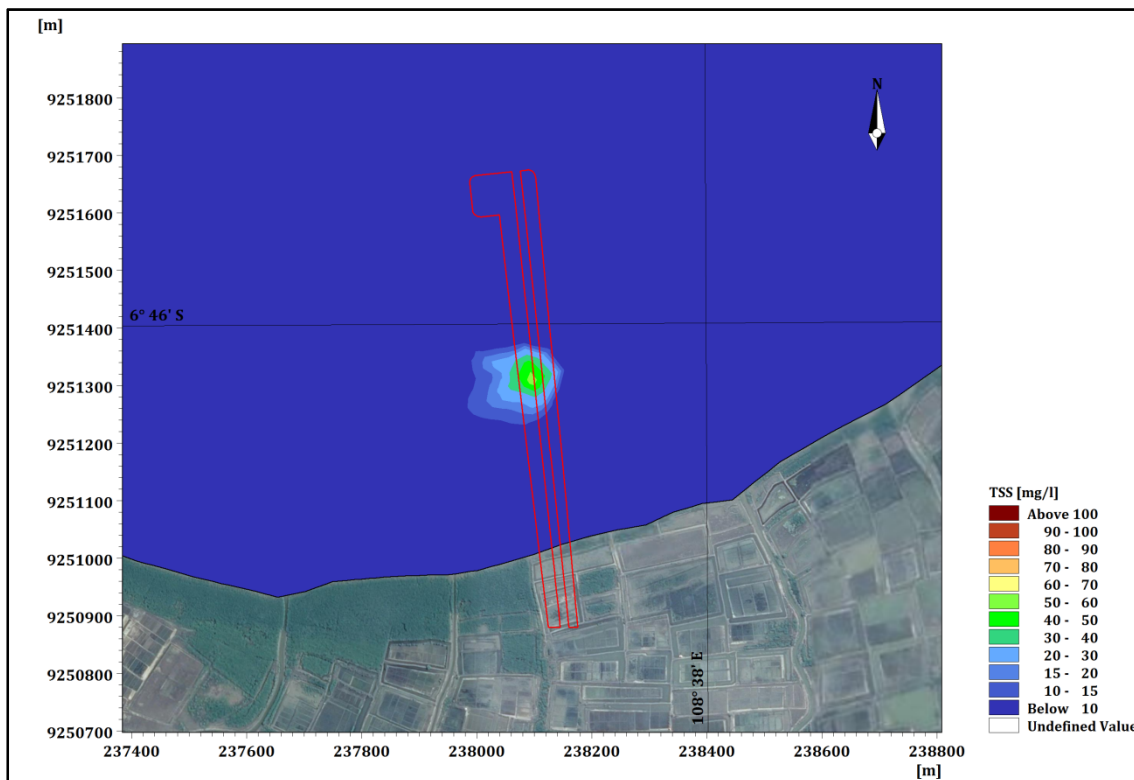 [m]
N
9251800
9251700
9251600
9251500
9251400
9251300
9251200
9251100
9251000
9250900
9250800
9250700
6° 46' S
108° 38' E
237400 237600 237800 238000 238200 238400 238600 238800
[m]
TSS [mg/l]
Above 100
90 - 100
80 - 90
70 - 80
60 - 70
50 - 60
40 - 50
30 - 40
20 - 30
15 - 20
10 - 15
Below 10
Undefined Value